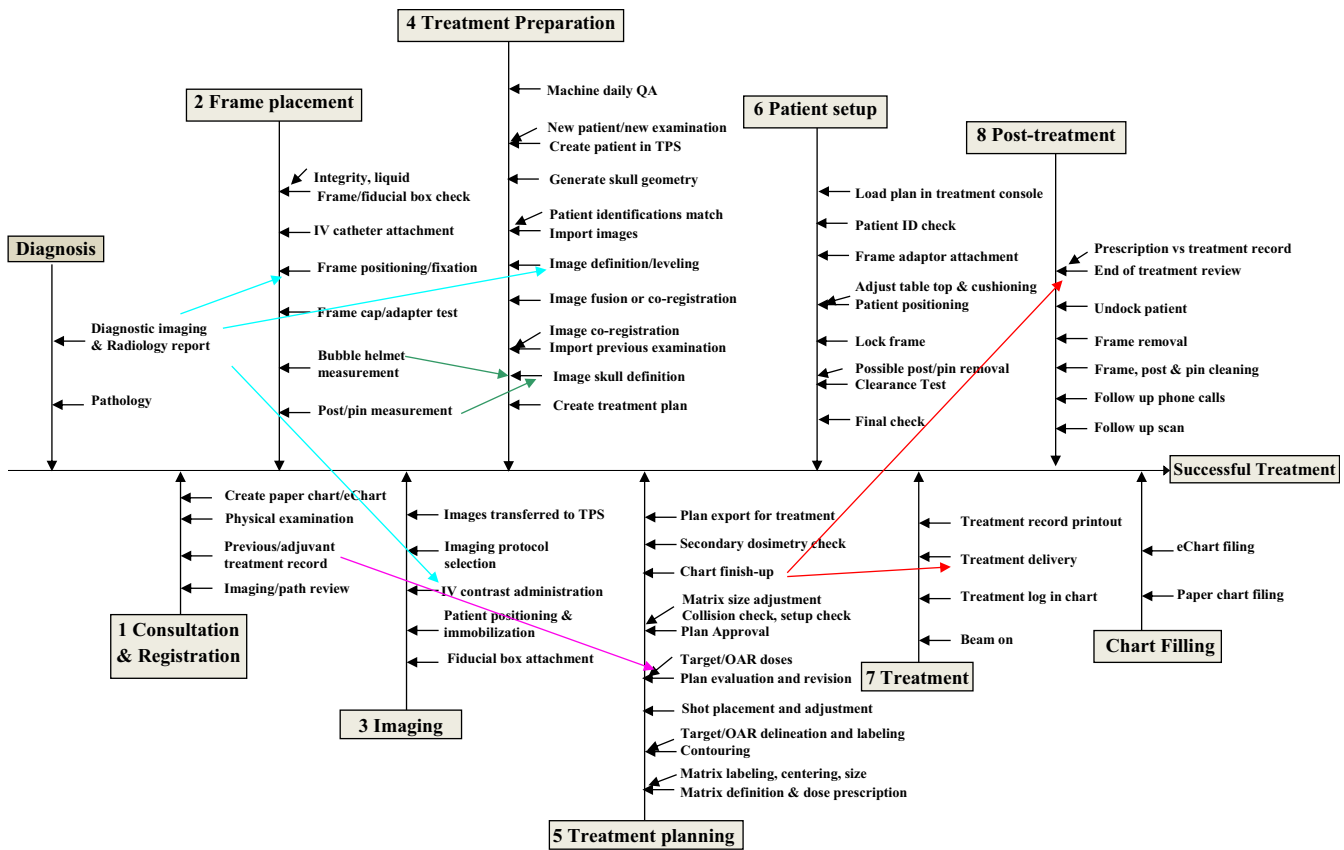 4 Treatment Preparation
Machine daily QA
New patient/new examination
Create patient in TPS
Generate skull geometry
Patient identifications match
Import images
Image definition/leveling
Image fusion or co-registration
Image co-registration
Import previous examination
Image skull definition
Create treatment plan
2 Frame placement
Integrity, liquid
Frame/fiducial box check
IV catheter attachment
Frame positioning/fixation
Frame cap/adapter test
Bubble helmet
measurement
Post/pin measurement
6 Patient setup
Load plan in treatment console
Patient ID check
Frame adaptor attachment
Adjust table top & cushioning
Patient positioning
Lock frame
Possible post/pin removal
Clearance Test
Final check
8 Post-treatment
Prescription vs treatment record
End of treatment review
Undock patient
Frame removal
Frame, post & pin cleaning
Follow up phone calls
Follow up scan
Diagnosis
Diagnostic imaging
& Radiology report
Pathology
Successful Treatment
Create paper chart/eChart
Physical examination
Previous/adjuvant
treatment record
Imaging/path review
1 Consultation
& Registration
Images transferred to TPS
Imaging protocol
selection
IV contrast administration
Patient positioning &
immobilization
Fiducial box attachment
3 Imaging
Plan export for treatment
Secondary dosimetry check
Chart finish-up
Matrix size adjustment
Collision check, setup check
Plan Approval
Target/OAR doses
Plan evaluation and revision
Shot placement and adjustment
Target/OAR delineation and labeling
Contouring
Matrix labeling, centering, size
Matrix definition & dose prescription
5 Treatment planning
Treatment record printout
Treatment delivery
Treatment log in chart
Beam on
7 Treatment
eChart filing
Paper chart filing
Chart Filling